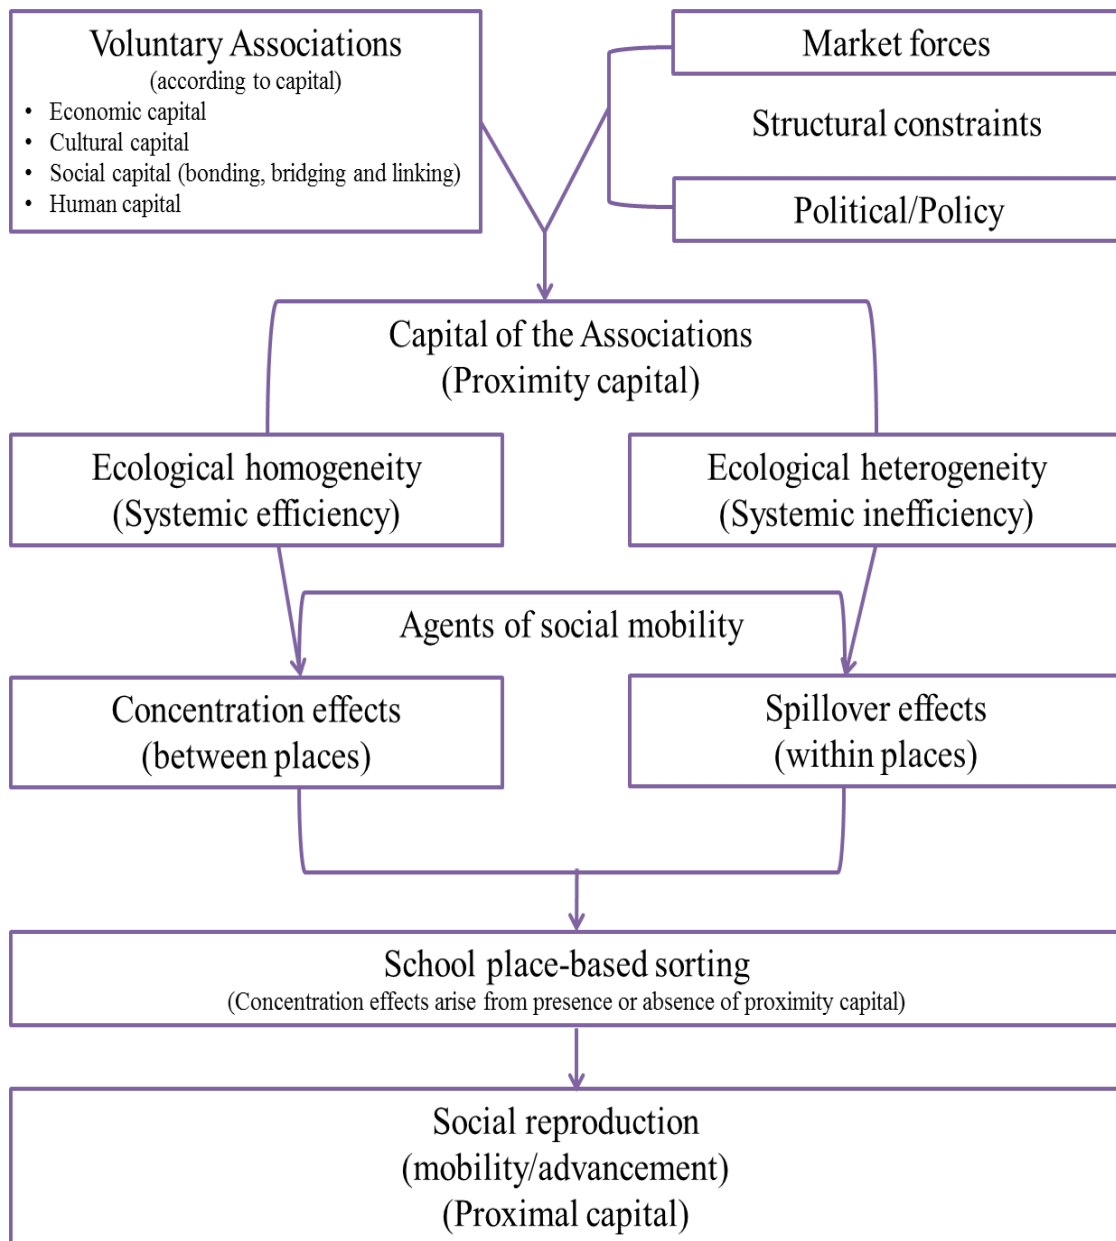 Voluntary Associations
(according to capital)
• Economic capital
• Cultural capital
• Social capital (bonding, bridging and linking)
• Human capital
Market forces
Structural constraints
Political/Policy
Capital of the Associations
(Proximity capital)
Ecological homogeneity
(Systemic efficiency)
Ecological heterogeneity
(Systemic inefficiency)
Agents of social mobility
Concentration effects
(between places)
Spillover effects
(within places)
School place-based sorting
(Concentration effects arise from presence or absence of proximity capital)
Social reproduction
(mobility/advancement)
(Proximal capital)